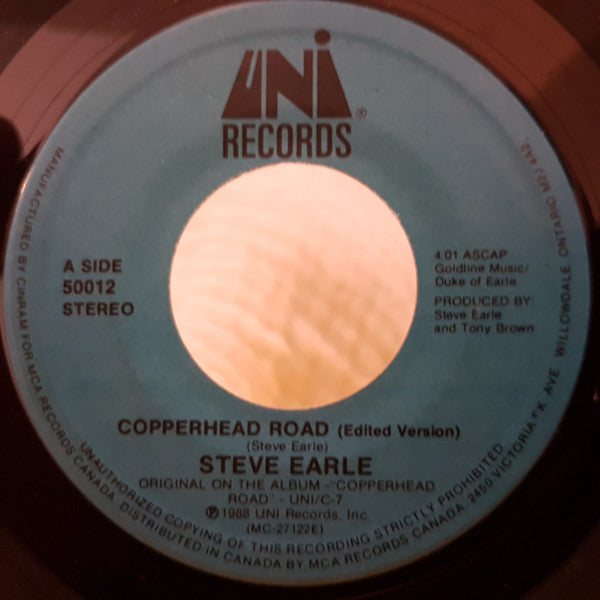 UNI ®
RECORDS
A SIDE
50012
STEREO
4:01 ASCAP
Goldline Music/
Duke of Earle
PRODUCED BY:
Steve Earle
and Tony Brown
COPPERHEAD ROAD (Edited Version)
(Steve Earle)
STEVE EARLE
ORIGINAL ON THE ALBUM -"COPPERHEAD
ROAD" - UNI/C-7
℗ 1988 UNI Records, Inc.
(MC-27122E)
MANUFACTURED BY CINRAM FOR MCA RECORDS CANADA, 2450 VICTORIA PK. AVE. WILLOWDALE, ONTARIO M2J 4A2.
UNAUTHORIZED COPYING OF THIS RECORDING STRICTLY PROHIBITED
DISTRIBUTED IN CANADA BY MCA RECORDS CANADA.